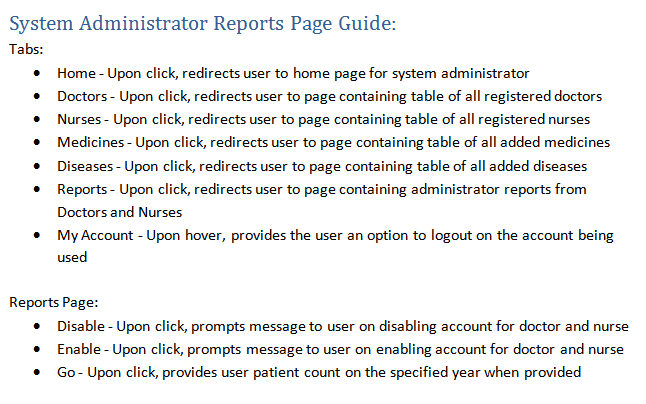 System Administrator Reports Page Guide:
Tabs:
• Home - Upon click, redirects user to home page for system administrator
• Doctors - Upon click, redirects user to page containing table of all registered doctors
• Nurses - Upon click, redirects user to page containing table of all registered nurses
• Medicines - Upon click, redirects user to page containing table of all added medicines
• Diseases - Upon click, redirects user to page containing table of all added diseases
• Reports - Upon click, redirects user to page containing administrator reports from
Doctors and Nurses
• My Account - Upon hover, provides the user an option to logout on the account being
used
Reports Page:
• Disable - Upon click, prompts message to user on disabling account for doctor and nurse
• Enable - Upon click, prompts message to user on enabling account for doctor and nurse
• Go - Upon click, provides user patient count on the specified year when provided